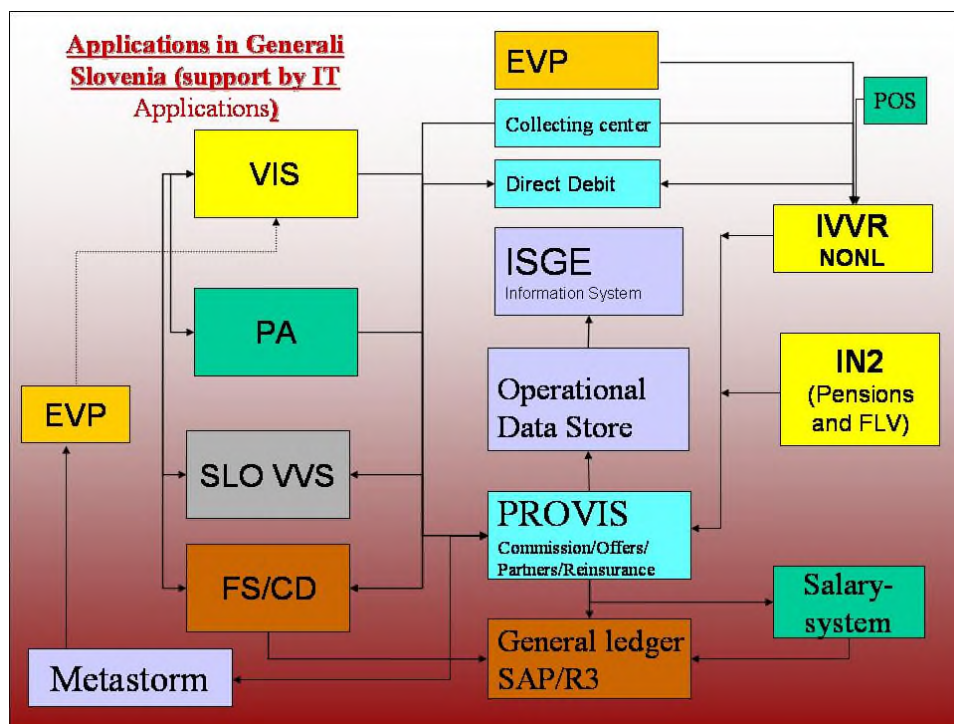 Applications in Generali
Slovenia (support by IT
Applications)
EVP
POS
Collecting center
VIS
Direct Debit
IVVR
NONL
ISGE
Information System
PA
IN2
(Pensions
and FLV)
Operational
Data Store
EVP
SLO VVS
PROVIS
Commission/Offers/
Partners/Reinsurance
FS/CD
Salary-
system
General ledger
SAP/R3
Metastorm